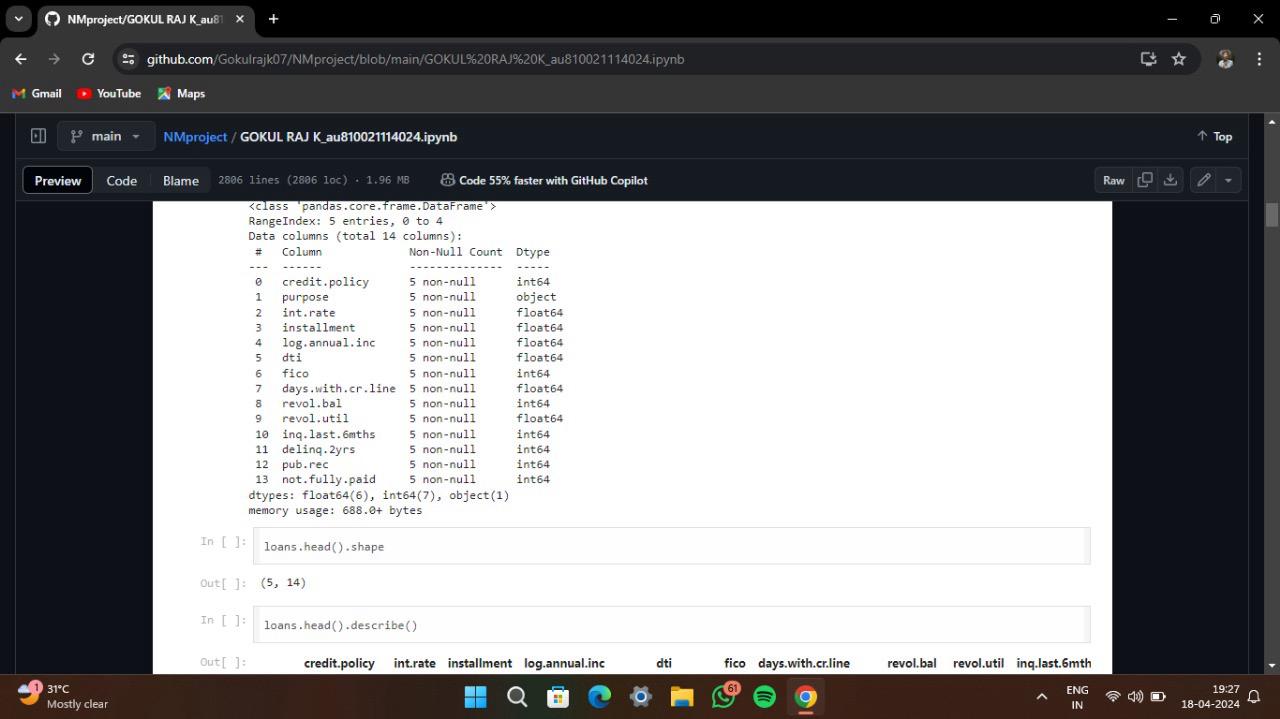 NMproject/GOKUL RAJ K_au81
github.com/Gokulrajk07/NMproject/blob/main/GOKUL%20RAJ%20K_au810021114024.ipynb
Gmail YouTube Maps
main NMproject / GOKUL RAJ K_au810021114024.ipynb Top
Preview Code Blame 2806 lines (2806 loc) · 1.96 MB Code 55% faster with GitHub Copilot Raw
<class 'pandas.core.frame.DataFrame'>
RangeIndex: 5 entries, 0 to 4
Data columns (total 14 columns):
# Column Non-Null Count Dtype
--- ------ -------------- -----
0 credit.policy 5 non-null int64
1 purpose 5 non-null object
2 int.rate 5 non-null float64
3 installment 5 non-null float64
4 log.annual.inc 5 non-null float64
5 dti 5 non-null float64
6 fico 5 non-null int64
7 days.with.cr.line 5 non-null float64
8 revol.bal 5 non-null int64
9 revol.util 5 non-null float64
10 inq.last.6mths 5 non-null int64
11 delinq.2yrs 5 non-null int64
12 pub.rec 5 non-null int64
13 not.fully.paid 5 non-null int64
dtypes: float64(6), int64(7), object(1)
memory usage: 688.0+ bytes
In [ ]: loans.head().shape
Out[ ]: (5, 14)
In [ ]: loans.head().describe()
Out[ ]: credit.policy int.rate installment log.annual.inc dti fico days.with.cr.line revol.bal revol.util inq.last.6mth
1 31°C
Mostly clear
61
ENG
IN
19:27
18-04-2024